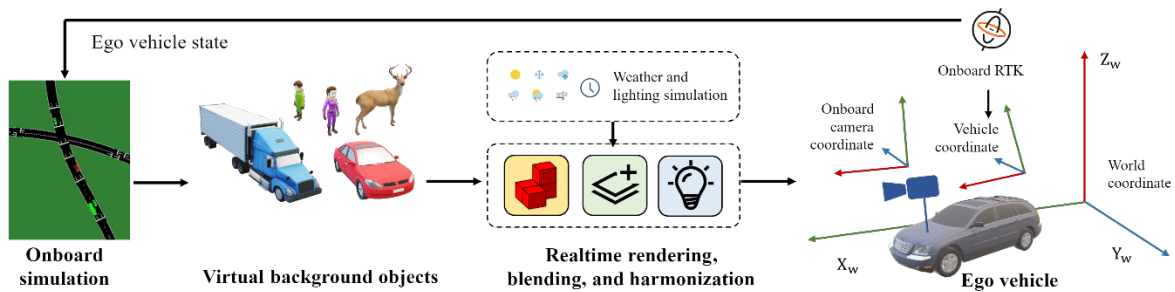 Ego vehicle state
Onboard
simulation
Virtual background objects
Weather and
lighting simulation
Realtime rendering,
blending, and harmonization
Onboard RTK
Onboard
camera
coordinate
Vehicle
coordinate
World
coordinate
Z_w
X_w
Y_w
Ego vehicle